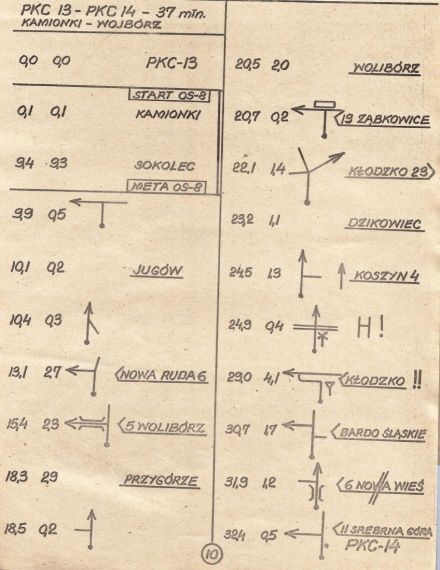 PKC 13 - PKC 14 - 37 min.
KAMIONKI - WOJBÓRZ
0,0 0,0 PKC-13
START OS-8
0,1 0,1 KAMIONKI
9,4 9,3 SOKOLEC
META OS-8
9,9 0,5
10,1 0,2 JUGÓW
10,4 0,3
13,1 2,7 NOWA RUDA 6
15,4 2,3 5 WOLIBÓRZ
18,3 2,9 PRZYGÓRZE
18,5 0,2
20,5 2,0 WOLIBÓRZ
20,7 0,2 19 ZĄBKOWICE
22,1 1,4 KŁODZKO 23
23,2 1,1 DZIKOWIEC
24,5 1,3 KOSZYN 4
24,9 0,4 H!
29,0 4,1 KŁODZKO !!
30,7 1,7 BARDO ŚLĄSKIE
31,9 1,2 6 NOWA WIEŚ
32,4 0,5 11 SREBRNA GÓRA
PKC-14
10